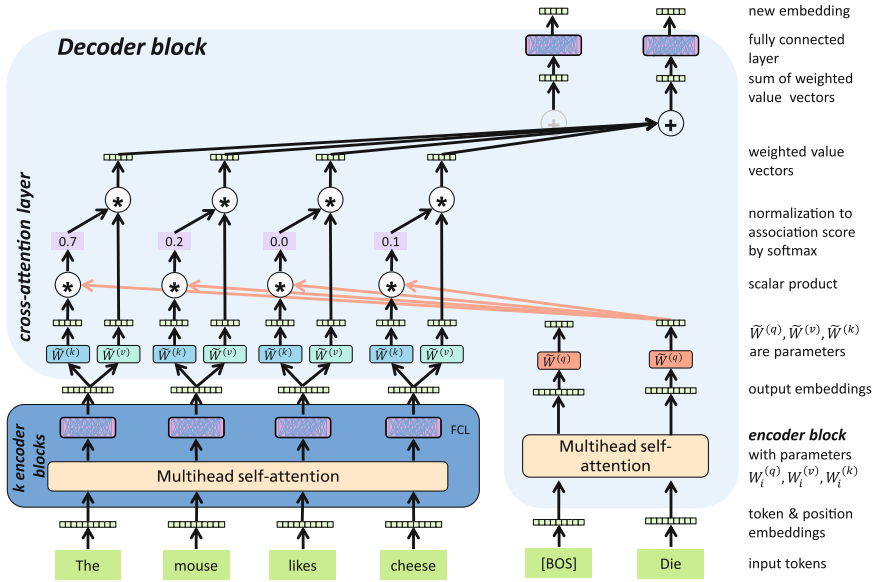 new embedding
Decoder block
fully connected
layer
sum of weighted
value vectors
+
+
weighted value
vectors
cross-attention layer
*
*
*
*
normalization to
association score
by softmax
0.7
0.2
0.0
0.1
*
*
*
*
scalar product
W̃^(k)
W̃^(v)
W̃^(k)
W̃^(v)
W̃^(k)
W̃^(v)
W̃^(k)
W̃^(v)
W̃^(q)
W̃^(q)
W̃^(q), W̃^(v), W̃^(k)
are parameters
output embeddings
k encoder
blocks
FCL
Multihead self-attention
Multihead self-
attention
encoder block
with parameters
W_i^(q), W_i^(v), W_i^(k)
token & position
embeddings
The
mouse
likes
cheese
[BOS]
Die
input tokens